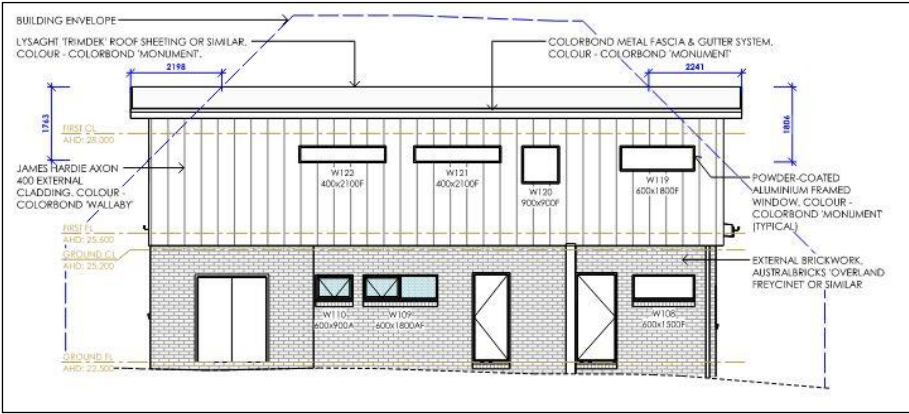 BUILDING ENVELOPE
LYSAGHT 'TRIMDEK' ROOF SHEETING OR SIMILAR.
COLOUR - COLORBOND 'MONUMENT'.
COLORBOND METAL FASCIA & GUTTER SYSTEM.
COLOUR - COLORBOND 'MONUMENT'
2198
2241
1763
1806
FIRST CL
AHD: 28,000
JAMES HARDIE AXON
400 EXTERNAL
CLADDING. COLOUR -
COLORBOND 'WALLABY'
W122
400x2100F
W121
400x2100F
W120
900x900F
W119
600x1800F
POWDER-COATED
ALUMINIUM FRAMED
WINDOW. COLOUR -
COLORBOND 'MONUMENT'
(TYPICAL)
FIRST FL
AHD: 25,600
GROUND CL
AHD: 25,200
EXTERNAL BRICKWORK.
AUSTRALBRICKS 'OVERLAND
FREYCINET' OR SIMILAR
W110
600x900A
W109
600x1800AF
W108
600x1500F
GROUND FL
AHD: 22,500